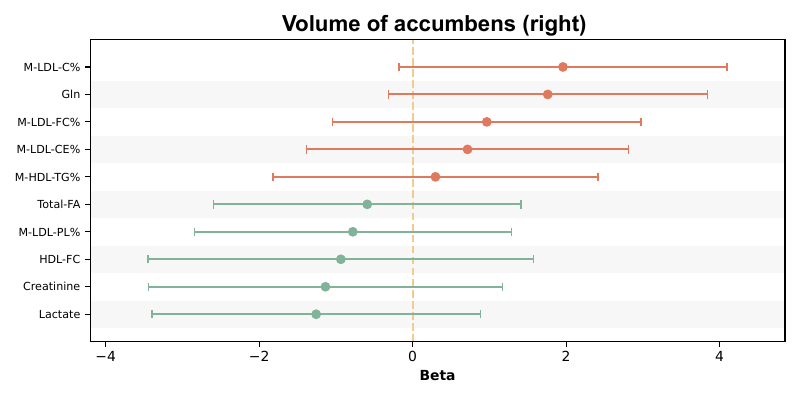 Volume of accumbens (right)
M-LDL-C%
Gln
M-LDL-FC%
M-LDL-CE%
M-HDL-TG%
Total-FA
M-LDL-PL%
HDL-FC
Creatinine
Lactate
−4 −2 0 2 4
Beta